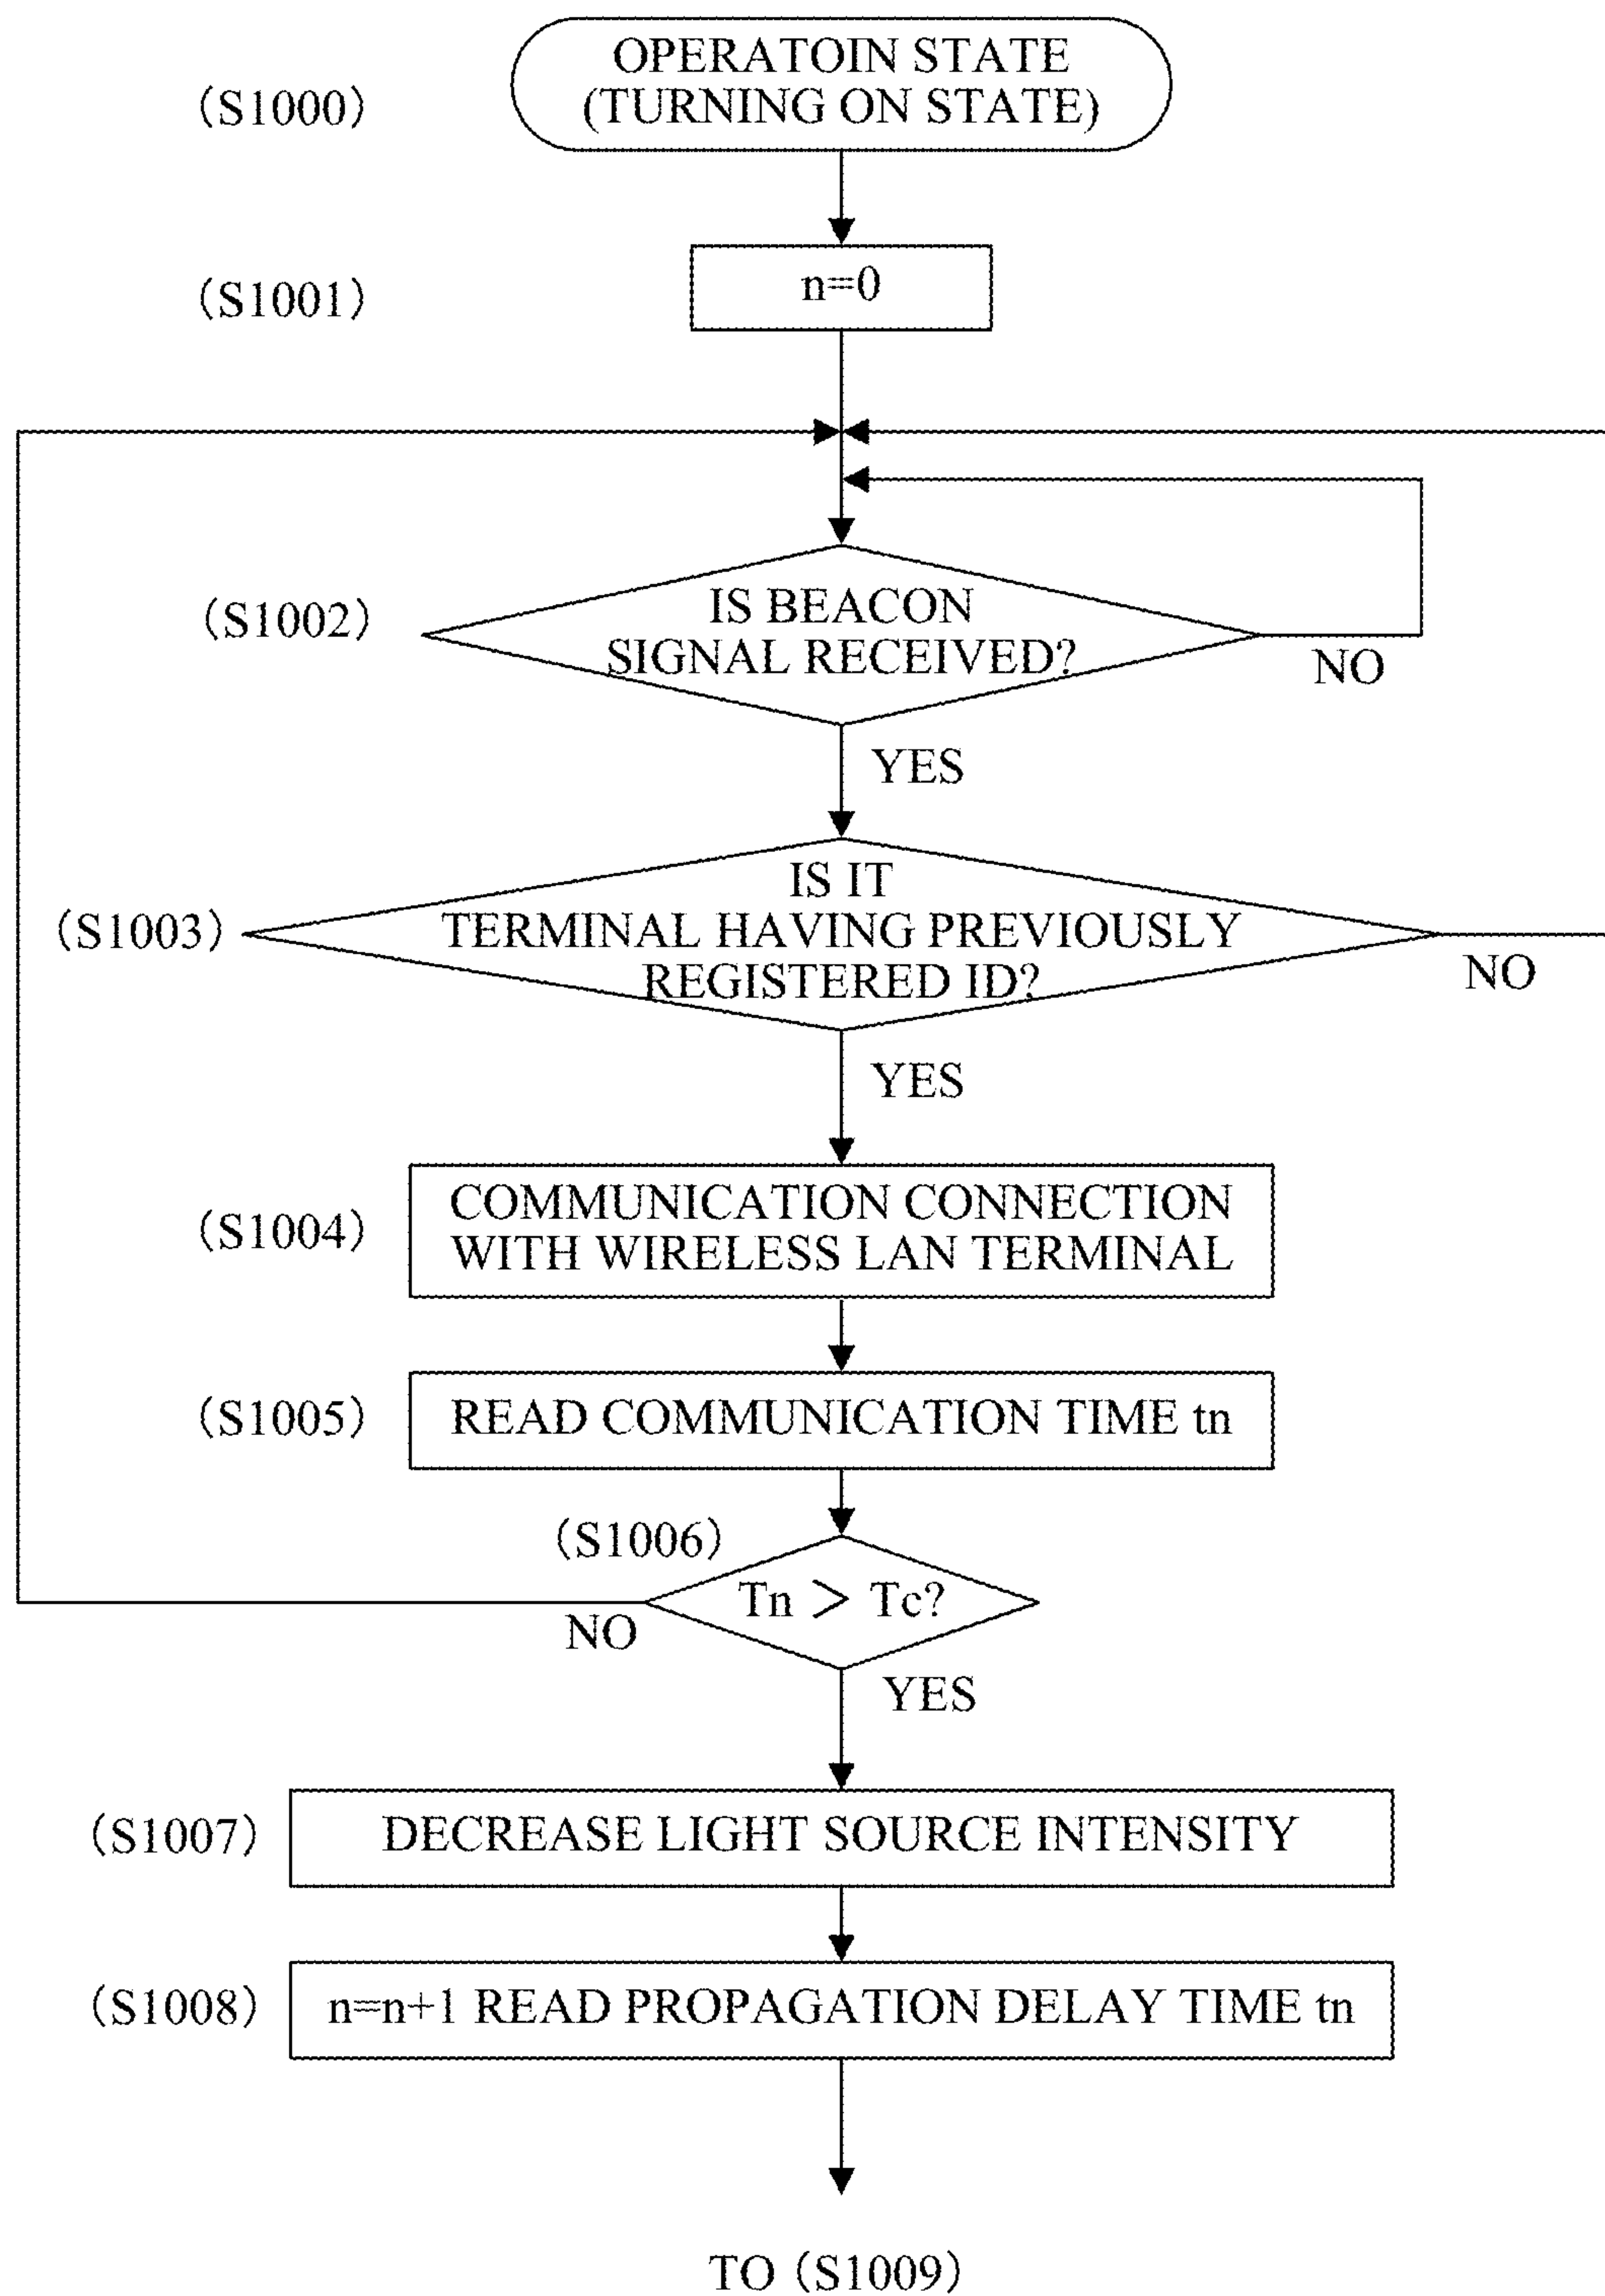 OPERATOIN STATE
(S1000)
(TURNING ON STATE)
(S1001)
n=0
IS BEACON
(S1002)
SIGNAL RECEIVED?
NO
YES
IS IT
(S1003)
TERMINAL HAVING PREVIOUSLY
REGISTERED ID?
NO
YES
COMMUNICATION CONNECTION
(S1004)
WITH WIRELESS LAN TERMINAL
(S1005)
READ COMMUNICATION TIME tn
(S1006)
Tn > Tc?
NO
YES
(S1007)
DECREASE LIGHT SOURCE INTENSITY
(S1008)
n=n+1 READ PROPAGATION DELAY TIME tn
TO (S1009)